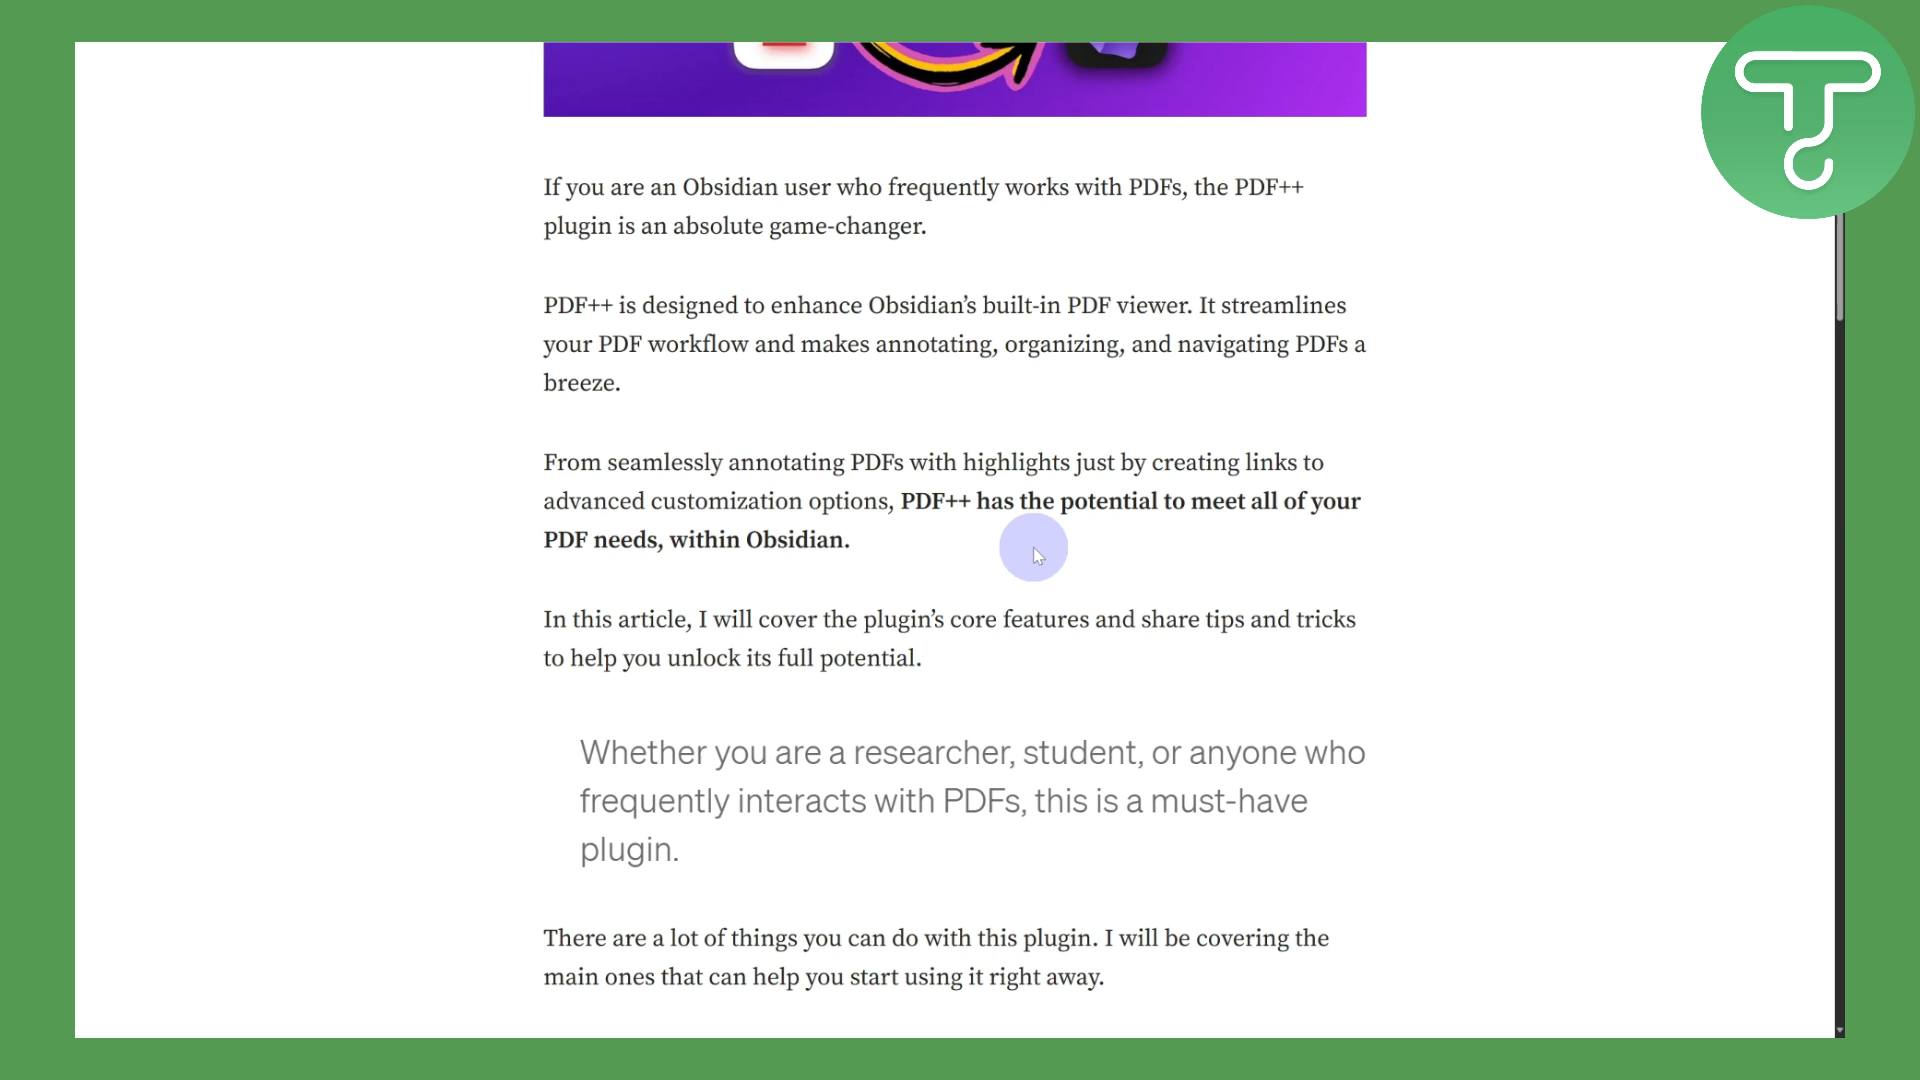 If you are an Obsidian user who frequently works with PDFs, the PDF++
plugin is an absolute game-changer.
PDF++ is designed to enhance Obsidian’s built-in PDF viewer. It streamlines
your PDF workflow and makes annotating, organizing, and navigating PDFs a
breeze.
From seamlessly annotating PDFs with highlights just by creating links to
advanced customization options, PDF++ has the potential to meet all of your
PDF needs, within Obsidian.
In this article, I will cover the plugin’s core features and share tips and tricks
to help you unlock its full potential.
Whether you are a researcher, student, or anyone who
frequently interacts with PDFs, this is a must-have
plugin.
There are a lot of things you can do with this plugin. I will be covering the
main ones that can help you start using it right away.